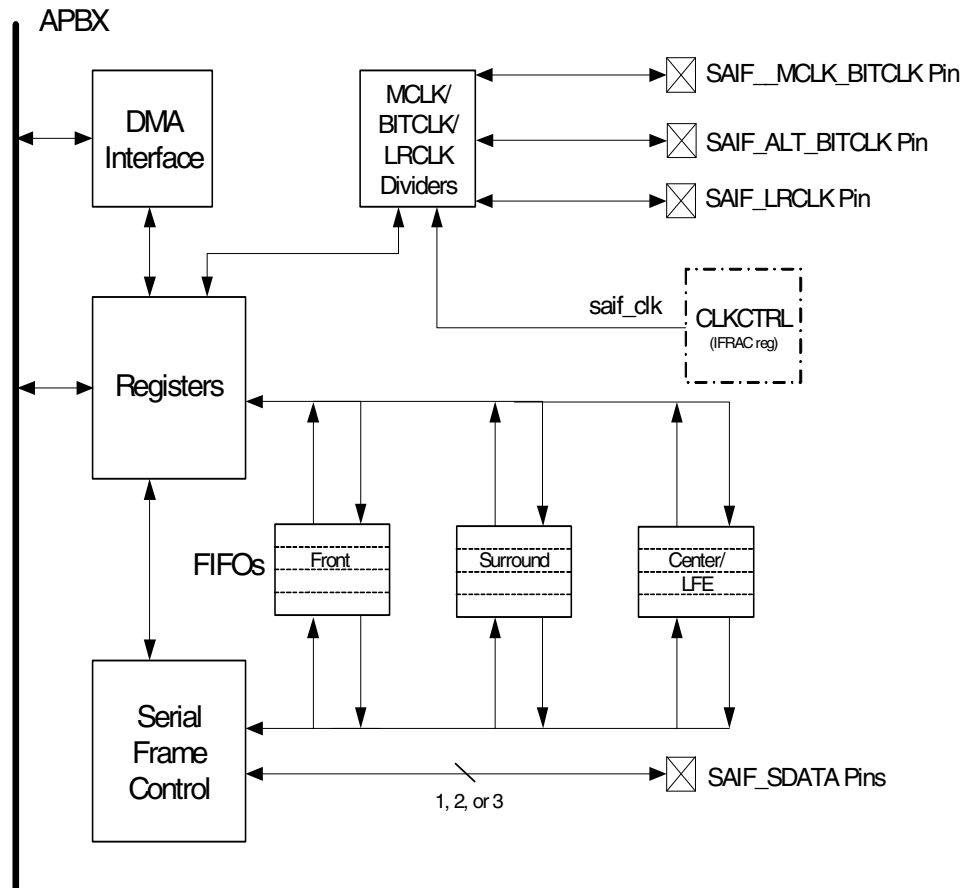 APBX
DMA
Interface
MCLK/
BITCLK/
LRCLK
Dividers
SAIF__MCLK_BITCLK Pin
SAIF_ALT_BITCLK Pin
SAIF_LRCLK Pin
saif_clk
CLKCTRL
(IFRAC reg)
Registers
FIFOs
Front
Surround
Center/
LFE
Serial
Frame
Control
1, 2, or 3
SAIF_SDATA Pins